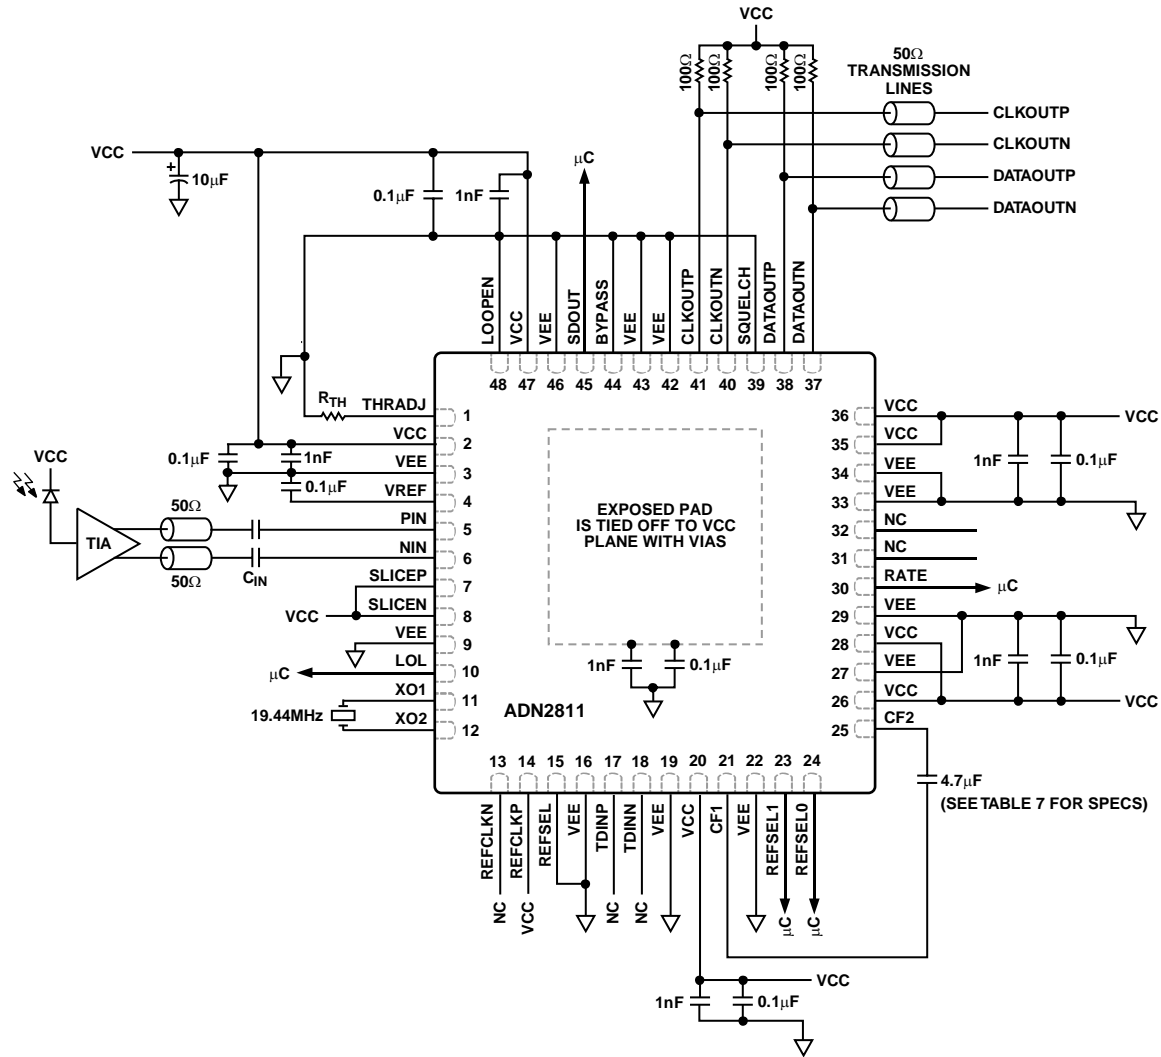 VCC
50Ω
TRANSMISSION
LINES
100Ω
100Ω
100Ω
100Ω
CLKOUTP
CLKOUTN
DATAOUTP
DATAOUTN
VCC
+
10μF
0.1μF
1nF
μC
LOOPEN
VCC
VEE
SDOUT
BYPASS
VEE
VEE
CLKOUTP
CLKOUTN
SQUELCH
DATAOUTP
DATAOUTN
48
47
46
45
44
43
42
41
40
39
38
37
RTH
THRADJ
1
VCC
2
0.1μF
1nF
VEE
3
0.1μF
VREF
4
VCC
TIA
50Ω
PIN
5
NIN
6
50Ω
CIN
SLICEP
7
VCC
SLICEN
8
VEE
9
μC
LOL
10
XO1
11
19.44MHz
XO2
12
EXPOSED PAD
IS TIED OFF TO VCC
PLANE WITH VIAS
1nF
0.1μF
ADN2811
36
VCC
VCC
35
VCC
1nF
0.1μF
34
VEE
33
VEE
32
NC
31
NC
30
RATE
μC
29
VEE
28
VCC
1nF
0.1μF
27
VEE
26
VCC
VCC
25
CF2
4.7μF
(SEE TABLE 7 FOR SPECS)
13
14
15
16
17
18
19
20
21
22
23
24
REFCLKN
REFCLKP
REFSEL
VEE
TDINP
TDINN
VEE
VCC
CF1
VEE
REFSEL1
REFSEL0
NC
VCC
NC
NC
μC
μC
VCC
1nF
0.1μF